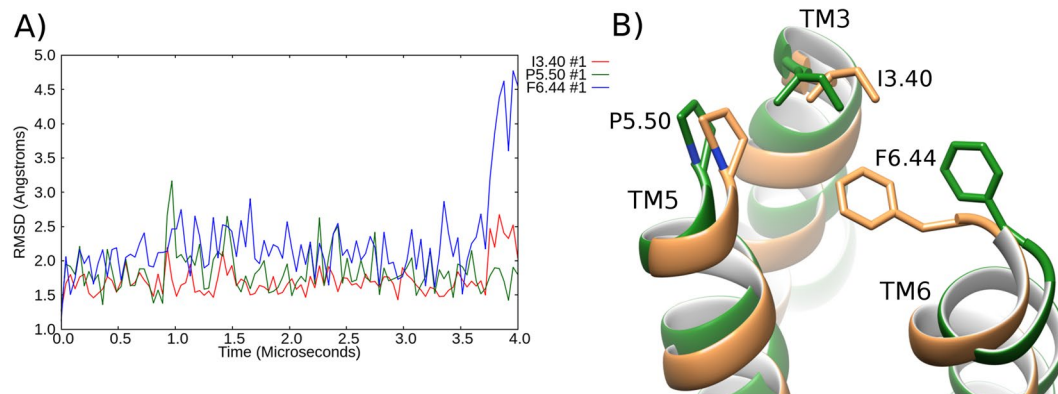 A)
5.0
4.5
4.0
3.5
3.0
2.5
2.0
1.5
1.0
RMSD (Angstroms)
0.0 0.5 1.0 1.5 2.0 2.5 3.0 3.5 4.0
Time (Microseconds)
I3.40 #1
P5.50 #1
F6.44 #1
B)
TM3
I3.40
P5.50
F6.44
TM5
TM6